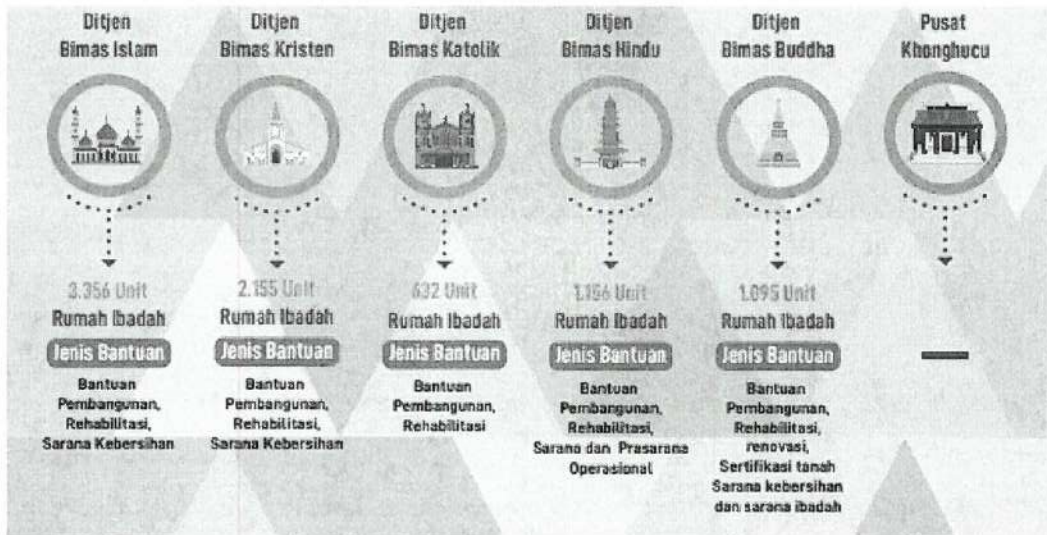 Ditjen
Bimas Islam
3.356 Unit
Rumah Ibadah
Jenis Bantuan
Bantuan
Pembangunan,
Rehabilitasi,
Sarana Kebersihan
Ditjen
Bimas Kristen
2.155 Unit
Rumah Ibadah
Jenis Bantuan
Bantuan
Pembangunan,
Rehabilitasi,
Sarana Kebersihan
Ditjen
Bimas Katolik
632 Unit
Rumah Ibadah
Jenis Bantuan
Bantuan
Pembangunan,
Rehabilitasi
Ditjen
Bimas Hindu
1.156 Unit
Rumah Ibadah
Jenis Bantuan
Bantuan
Pembangunan,
Rehabilitasi,
Sarana dan Prasarana
Operasional
Ditjen
Bimas Buddha
1.095 Unit
Rumah Ibadah
Jenis Bantuan
Bantuan
Pembangunan,
Rehabilitasi,
renovasi,
Sertifikasi tanah
Sarana kebersihan
dan sarana ibadah
Pusat
Khonghucu
—